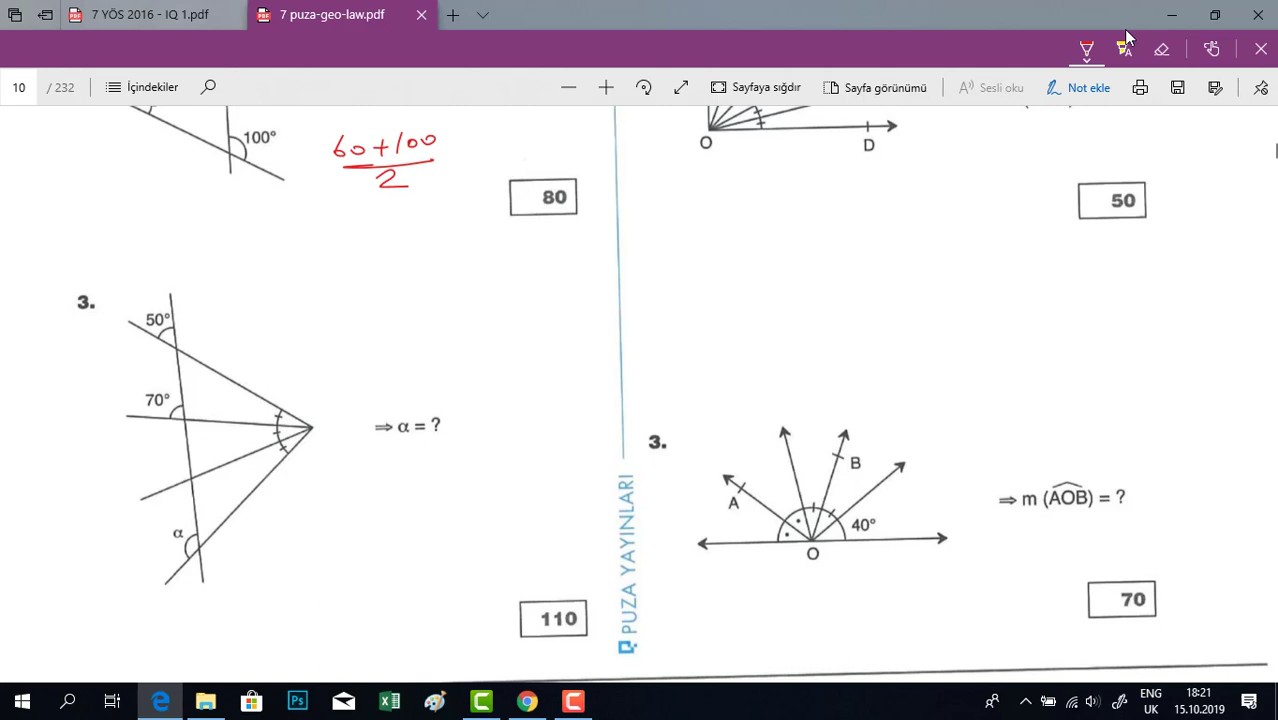 7 YÖS 2016 - IQ 1.pdf
7 puza-geo-law.pdf
10 / 232
İçindekiler
Sayfaya sığdır
Sayfa görünümü
Sesli oku
Not ekle
100°
60+100
2
80
3.
50°
70°
⇒ α = ?
α
110
PUZA YAYINLARI
O
D
50
3.
A
B
40°
O
⇒ m (AOB) = ?
70
ENG
UK
18:21
15.10.2019